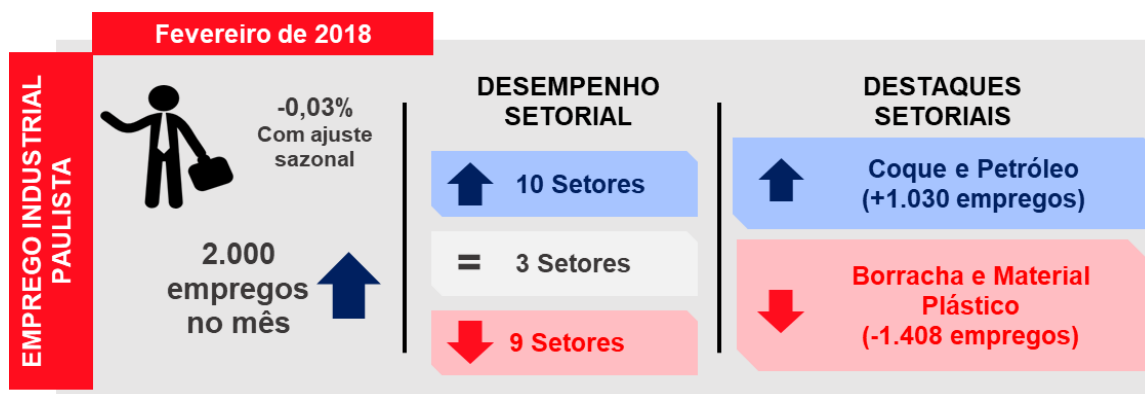 Fevereiro de 2018
EMPREGO INDUSTRIAL
PAULISTA
-0,03%
Com ajuste
sazonal
2.000
empregos
no mês
DESEMPENHO
SETORIAL
10 Setores
= 3 Setores
9 Setores
DESTAQUES
SETORIAIS
Coque e Petróleo
(+1.030 empregos)
Borracha e Material
Plástico
(-1.408 empregos)